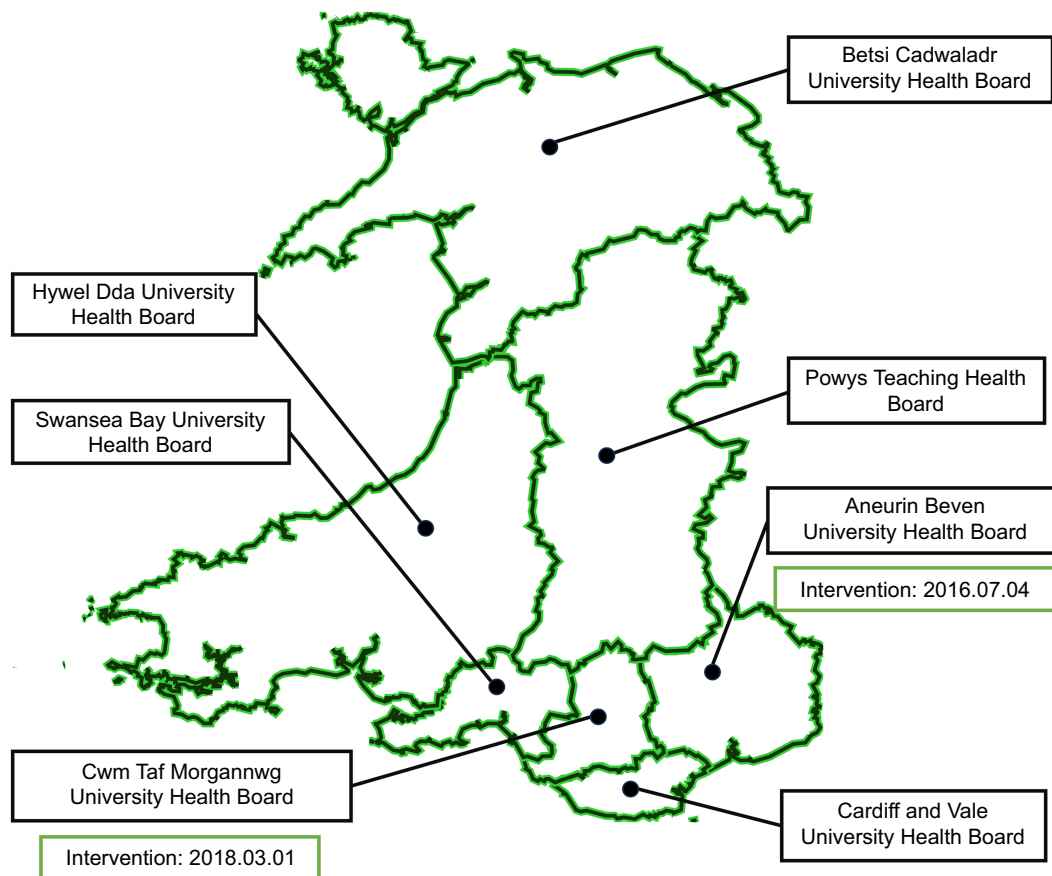 Betsi Cadwaladr
University Health Board
Hywel Dda University
Health Board
Powys Teaching Health
Board
Swansea Bay University
Health Board
Aneurin Beven
University Health Board
Intervention: 2016.07.04
Cwm Taf Morgannwg
University Health Board
Cardiff and Vale
University Health Board
Intervention: 2018.03.01